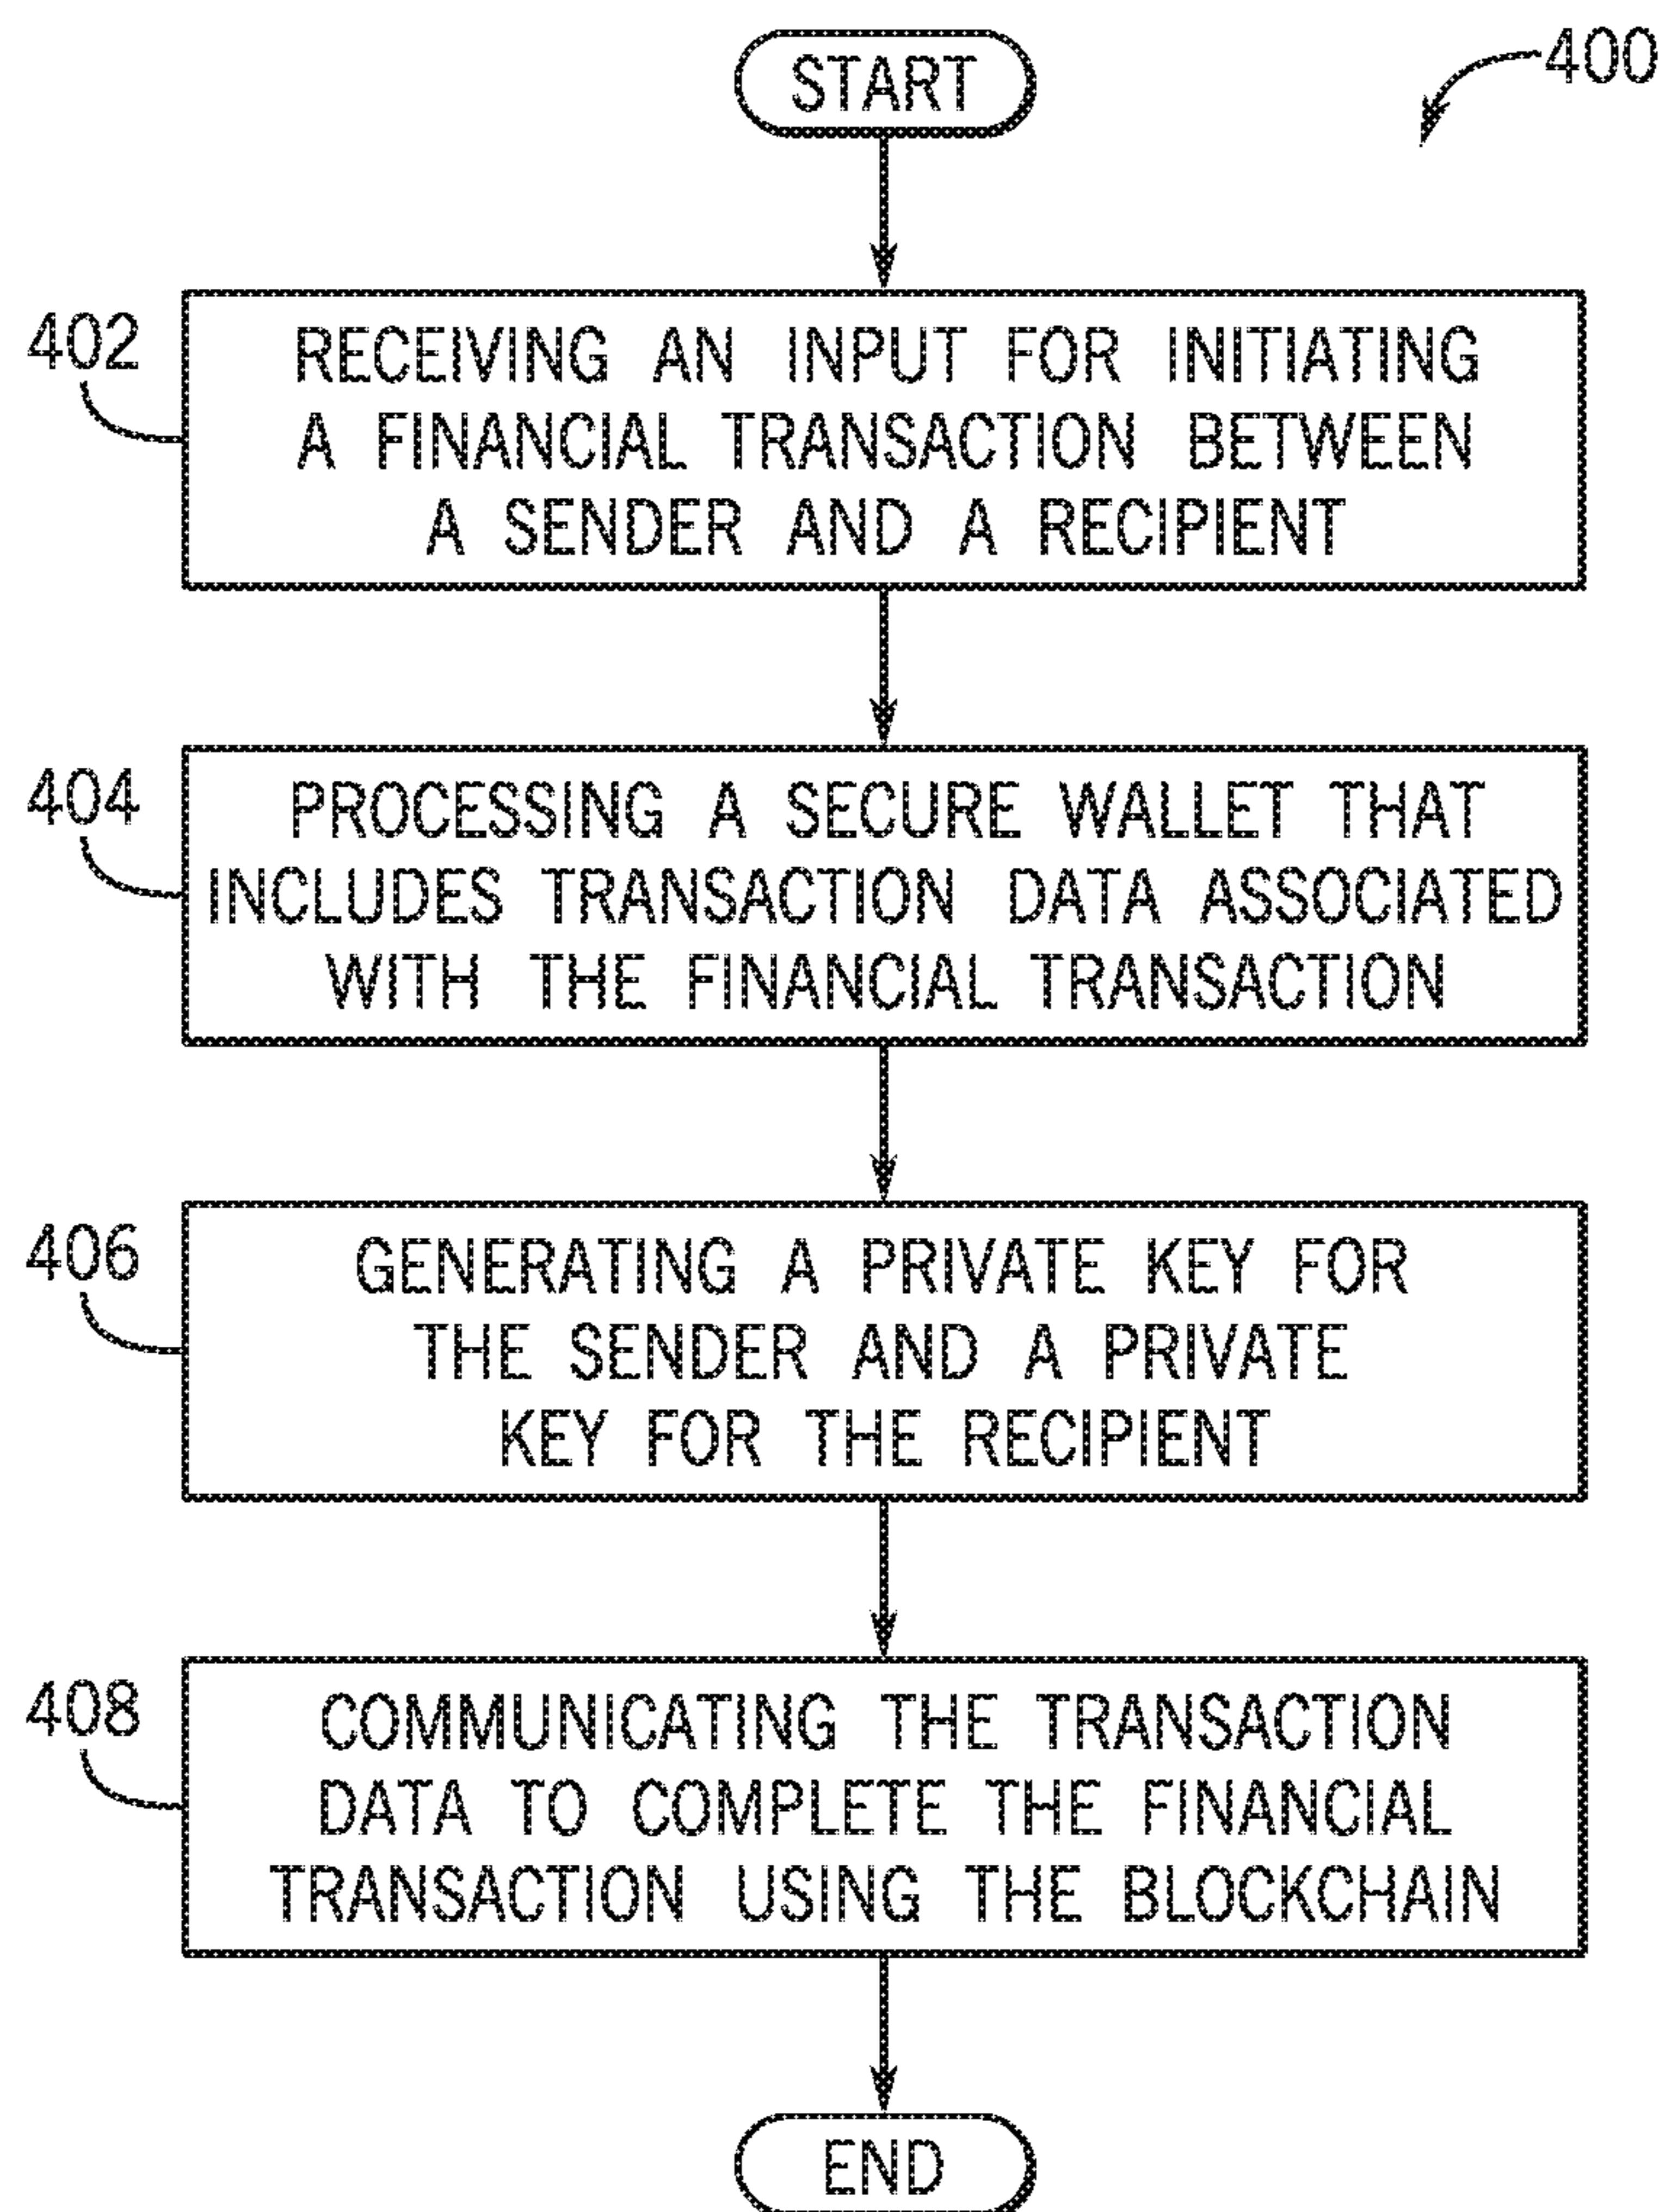 START
400
402
RECEIVING AN INPUT FOR INITIATING
A FINANCIAL TRANSACTION BETWEEN
A SENDER AND A RECIPIENT
404
PROCESSING A SECURE WALLET THAT
INCLUDES TRANSACTION DATA ASSOCIATED
WITH THE FINANCIAL TRANSACTION
406
GENERATING A PRIVATE KEY FOR
THE SENDER AND A PRIVATE
KEY FOR THE RECIPIENT
408
COMMUNICATING THE TRANSACTION
DATA TO COMPLETE THE FINANCIAL
TRANSACTION USING THE BLOCKCHAIN
END